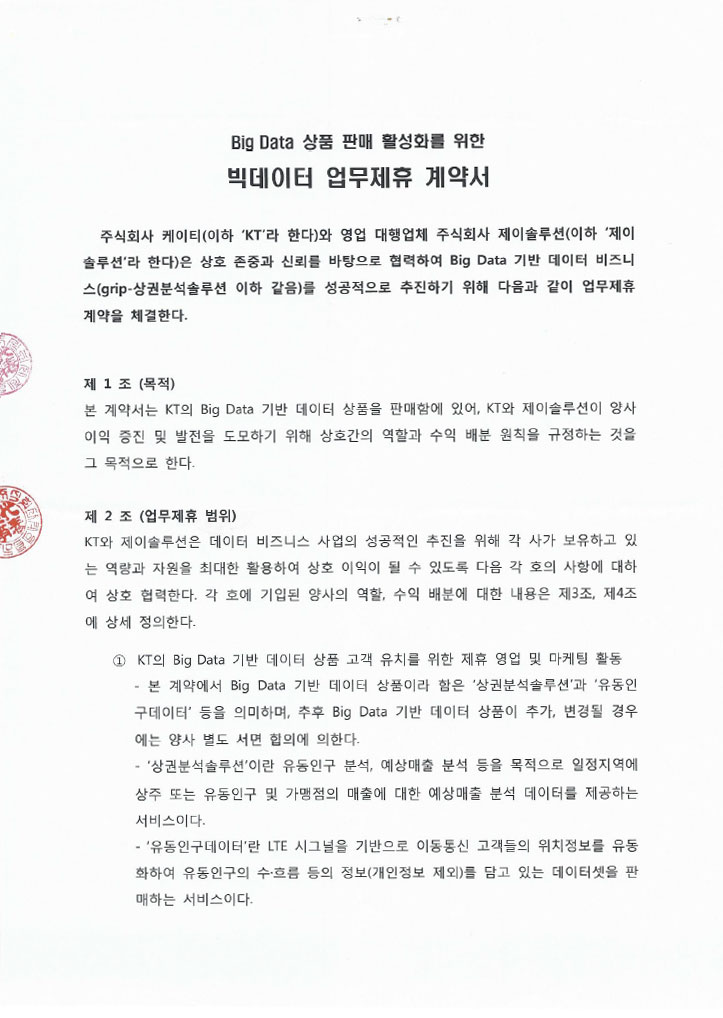 Big Data 상품 판매 활성화를 위한
빅데이터 업무제휴 계약서
주식회사 케이티(이하 ‘KT’라 한다)와 영업 대행업체 주식회사 제이솔루션(이하 ‘제이
솔루션’라 한다)은 상호 존중과 신뢰를 바탕으로 협력하여 Big Data 기반 데이터 비즈니
스(grip-상권분석솔루션 이하 같음)를 성공적으로 추진하기 위해 다음과 같이 업무제휴
계약을 체결한다.
제 1 조 (목적)
본 계약서는 KT의 Big Data 기반 데이터 상품을 판매함에 있어, KT와 제이솔루션이 양사
이익 증진 및 발전을 도모하기 위해 상호간의 역할과 수익 배분 원칙을 규정하는 것을
그 목적으로 한다.
제 2 조 (업무제휴 범위)
KT와 제이솔루션은 데이터 비즈니스 사업의 성공적인 추진을 위해 각 사가 보유하고 있
는 역량과 자원을 최대한 활용하여 상호 이익이 될 수 있도록 다음 각 호의 사항에 대하
여 상호 협력한다. 각 호에 기입된 양사의 역할, 수익 배분에 대한 내용은 제3조, 제4조
에 상세 정의한다.
① KT의 Big Data 기반 데이터 상품 고객 유치를 위한 제휴 영업 및 마케팅 활동
- 본 계약에서 Big Data 기반 데이터 상품이라 함은 ‘상권분석솔루션’과 ‘유동인
구데이터’ 등을 의미하며, 추후 Big Data 기반 데이터 상품이 추가, 변경될 경우
에는 양사 별도 서면 합의에 의한다.
- ‘상권분석솔루션’이란 유동인구 분석, 예상매출 분석 등을 목적으로 일정지역에
상주 또는 유동인구 및 가맹점의 매출에 대한 예상매출 분석 데이터를 제공하는
서비스이다.
- ‘유동인구데이터’란 LTE 시그널을 기반으로 이동통신 고객들의 위치정보를 유동
화하여 유동인구의 수·흐름 등의 정보(개인정보 제외)를 담고 있는 데이터셋을 판
매하는 서비스이다.